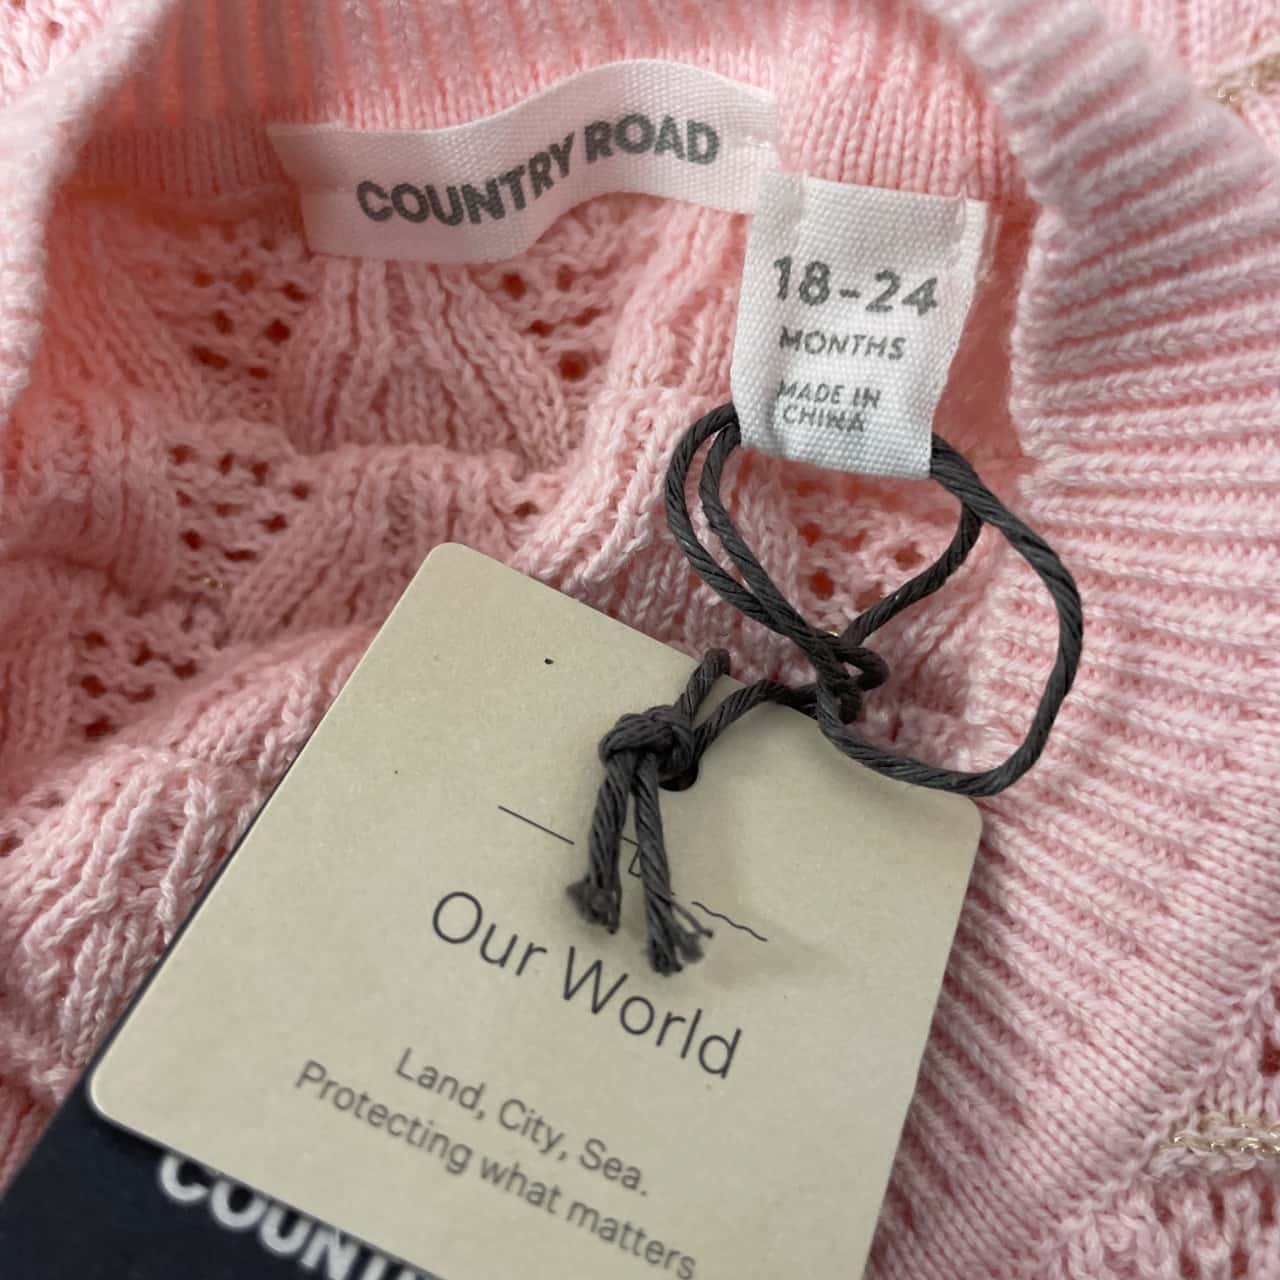 COUNTRY ROAD
18-24
MONTHS
MADE IN
CHINA
Our World
Land, City, Sea.
Protecting what matters